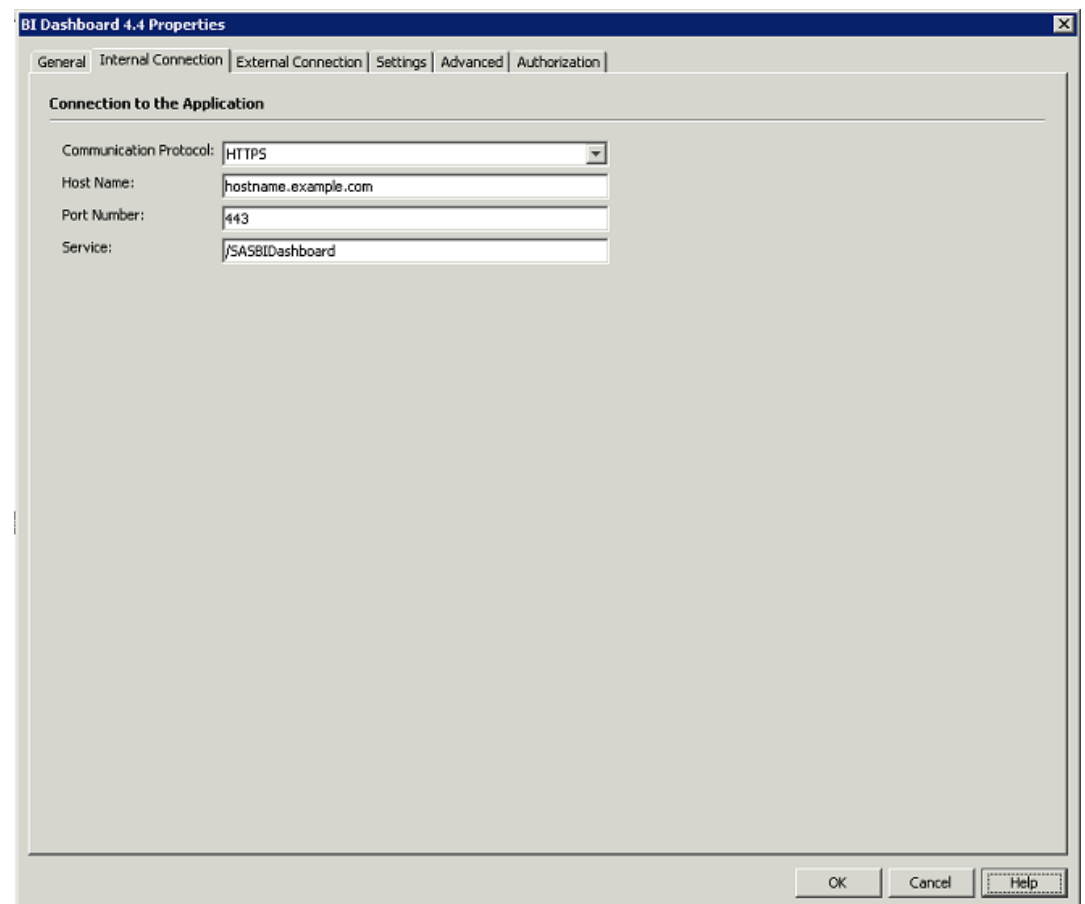 BI Dashboard 4.4 Properties
General Internal Connection External Connection Settings Advanced Authorization
Connection to the Application
Communication Protocol: HTTPS
Host Name: hostname.example.com
Port Number: 443
Service: /SASBIDashboard
OK Cancel Help